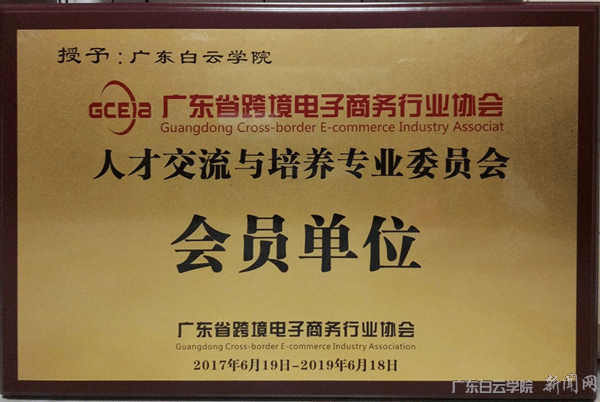 授予：广东白云学院
GCEIa 广东省跨境电子商务行业协会
Guangdong Cross-border E-commerce Industry Associat
人才交流与培养专业委员会
会员单位
广东省跨境电子商务行业协会
Guangdong Cross-border E-commerce Industry Association
2017年6月19日-2019年6月18日
广东白云学院 新闻网